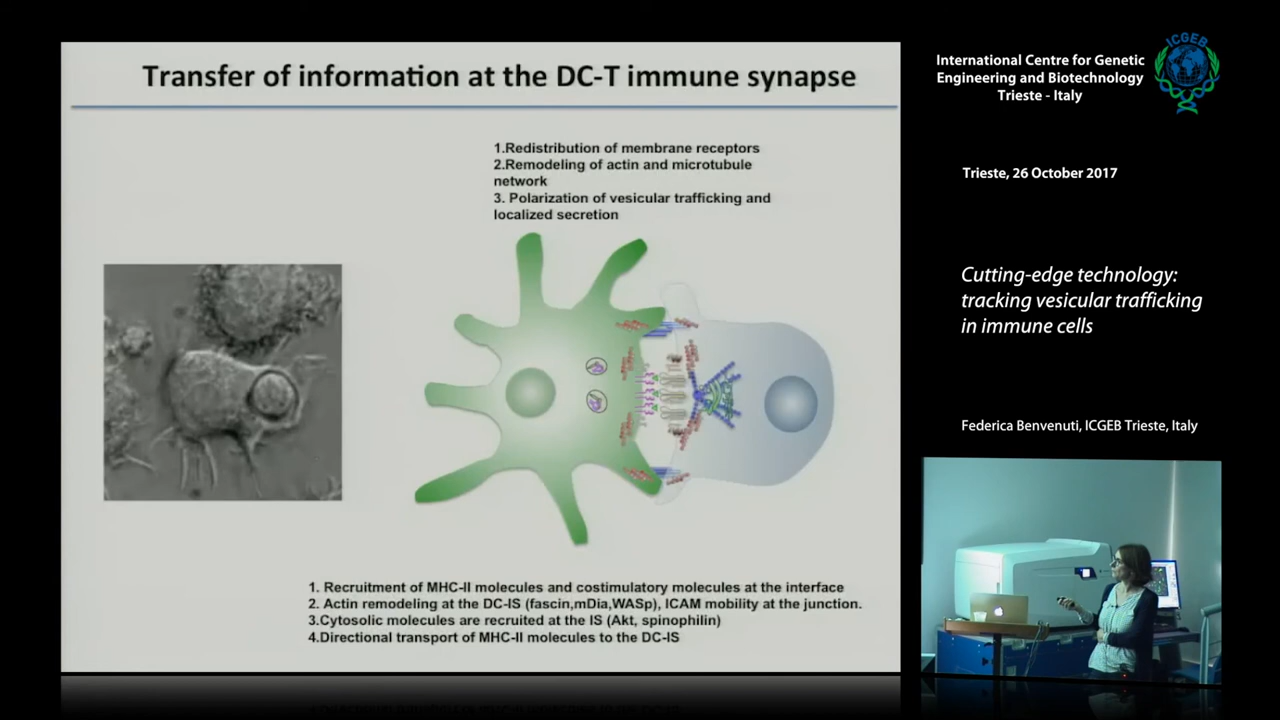 Transfer of information at the DC-T immune synapse
1.Redistribution of membrane receptors
2.Remodeling of actin and microtubule
network
3. Polarization of vesicular trafficking and
localized secretion
1. Recruitment of MHC-II molecules and costimulatory molecules at the interface
2. Actin remodeling at the DC-IS (fascin,mDia,WASp), ICAM mobility at the junction.
3.Cytosolic molecules are recruited at the IS (Akt, spinophilin)
4.Directional transport of MHC-II molecules to the DC-IS
International Centre for Genetic
Engineering and Biotechnology
Trieste - Italy
ICGEB
Trieste, 26 October 2017
Cutting-edge technology:
tracking vesicular trafficking
in immune cells
Federica Benvenuti, ICGEB Trieste, Italy